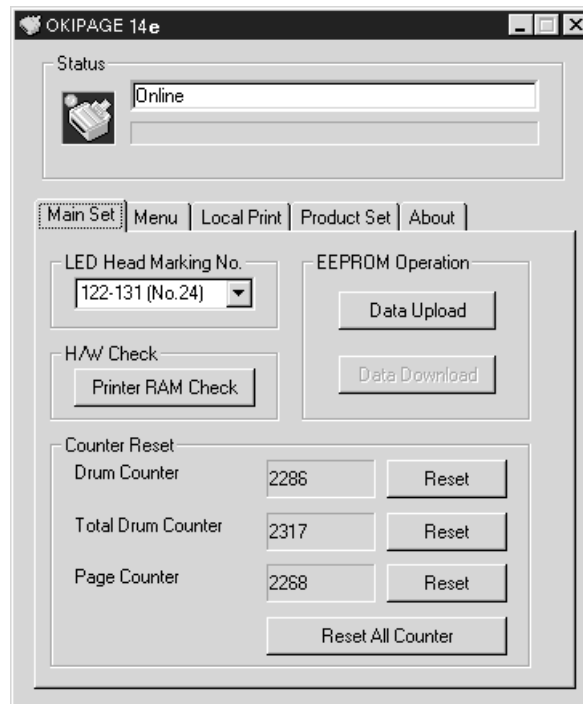 OKIPAGE 14e
Status
Online
Main Set Menu Local Print Product Set About
LED Head Marking No.
122-131 (No.24)
EEPROM Operation
Data Upload
Data Download
H/W Check
Printer RAM Check
Counter Reset
Drum Counter 2286 Reset
Total Drum Counter 2317 Reset
Page Counter 2268 Reset
Reset All Counter